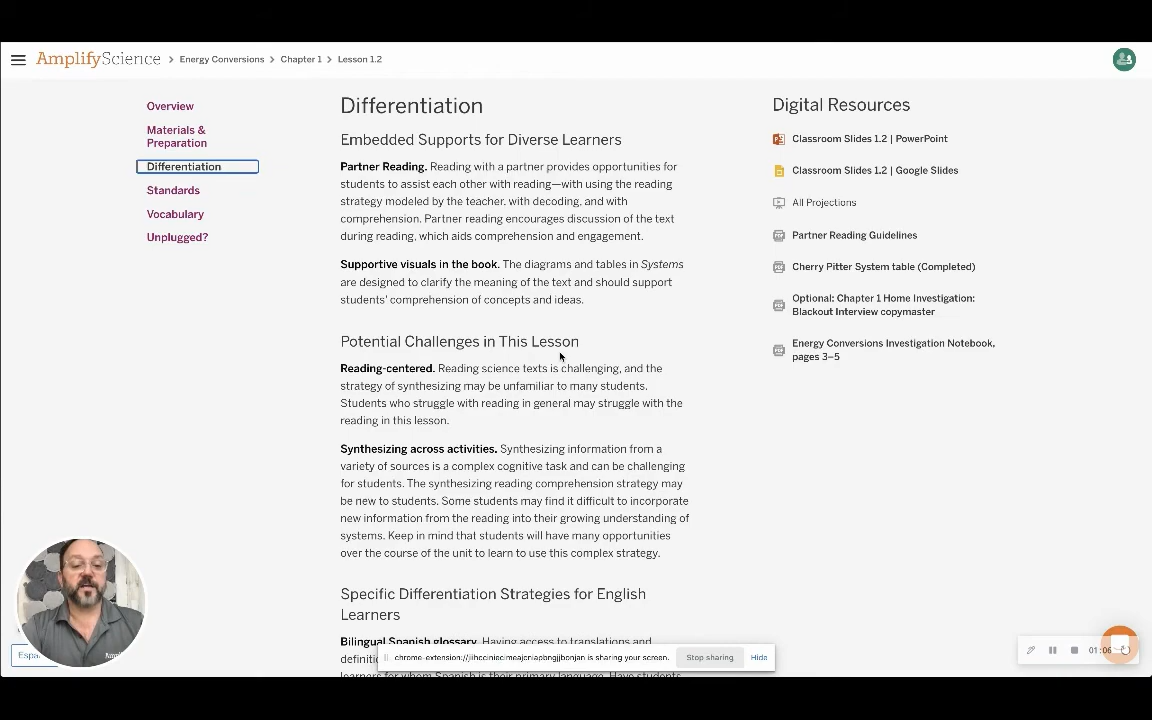 AmplifyScience > Energy Conversions > Chapter 1 > Lesson 1.2
Overview
Materials &
Preparation
Differentiation
Standards
Vocabulary
Unplugged?
Differentiation
Embedded Supports for Diverse Learners
Partner Reading. Reading with a partner provides opportunities for
students to assist each other with reading—with using the reading
strategy modeled by the teacher, with decoding, and with
comprehension. Partner reading encourages discussion of the text
during reading, which aids comprehension and engagement.
Supportive visuals in the book. The diagrams and tables in Systems
are designed to clarify the meaning of the text and should support
students' comprehension of concepts and ideas.
Potential Challenges in This Lesson
Reading-centered. Reading science texts is challenging, and the
strategy of synthesizing may be unfamiliar to many students.
Students who struggle with reading in general may struggle with the
reading in this lesson.
Synthesizing across activities. Synthesizing information from a
variety of sources is a complex cognitive task and can be challenging
for students. The synthesizing reading comprehension strategy may
be new to students. Some students may find it difficult to incorporate
new information from the reading into their growing understanding of
systems. Keep in mind that students will have many opportunities
over the course of the unit to learn to use this complex strategy.
Specific Differentiation Strategies for English
Learners
Bilingual Spanish glossary. Having access to translations and
Digital Resources
Classroom Slides 1.2 | PowerPoint
Classroom Slides 1.2 | Google Slides
All Projections
Partner Reading Guidelines
Cherry Pitter System table (Completed)
Optional: Chapter 1 Home Investigation:
Blackout Interview copymaster
Energy Conversions Investigation Notebook,
pages 3–5
chrome-extension://jiihcciniecimeajcniapbngjjbonjan is sharing your screen.
Stop sharing
Hide
01:06